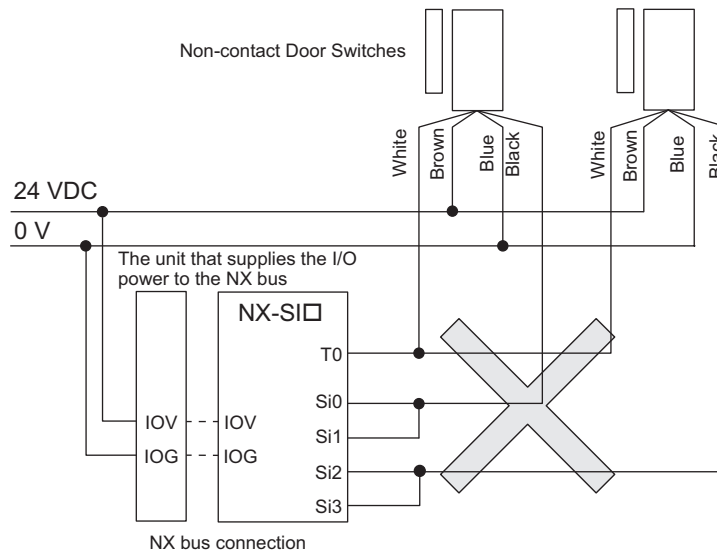 Non-contact Door Switches
White
Brown
Blue
Black
White
Brown
Blue
Black
24 VDC
0 V
The unit that supplies the I/O
power to the NX bus
NX-SI□
T0
Si0
IOV
IOV
Si1
IOG
IOG
Si2
Si3
NX bus connection